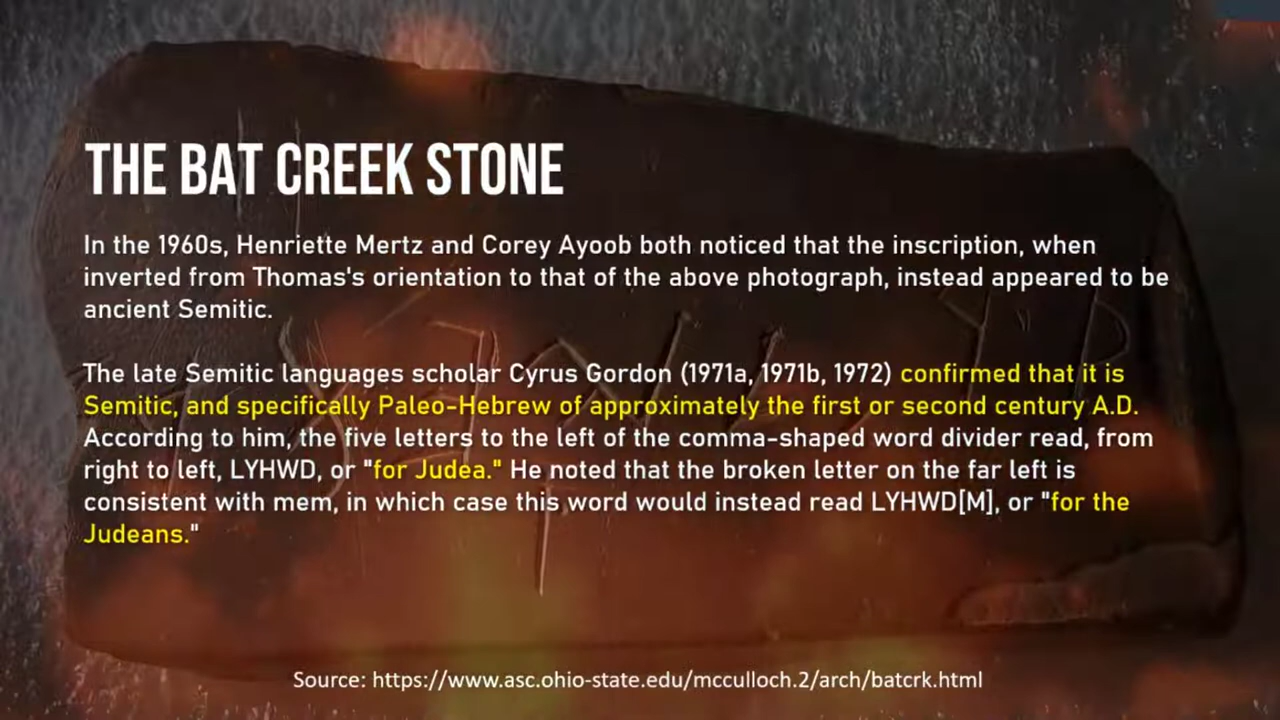 THE BAT CREEK STONE
In the 1960s, Henriette Mertz and Corey Ayoob both noticed that the inscription, when
inverted from Thomas's orientation to that of the above photograph, instead appeared to be
ancient Semitic.
The late Semitic languages scholar Cyrus Gordon (1971a, 1971b, 1972) confirmed that it is
Semitic, and specifically Paleo-Hebrew of approximately the first or second century A.D.
According to him, the five letters to the left of the comma-shaped word divider read, from
right to left, LYHWD, or "for Judea." He noted that the broken letter on the far left is
consistent with mem, in which case this word would instead read LYHWD[M], or "for the
Judeans."
Source: https://www.asc.ohio-state.edu/mcculloch.2/arch/batcrk.html